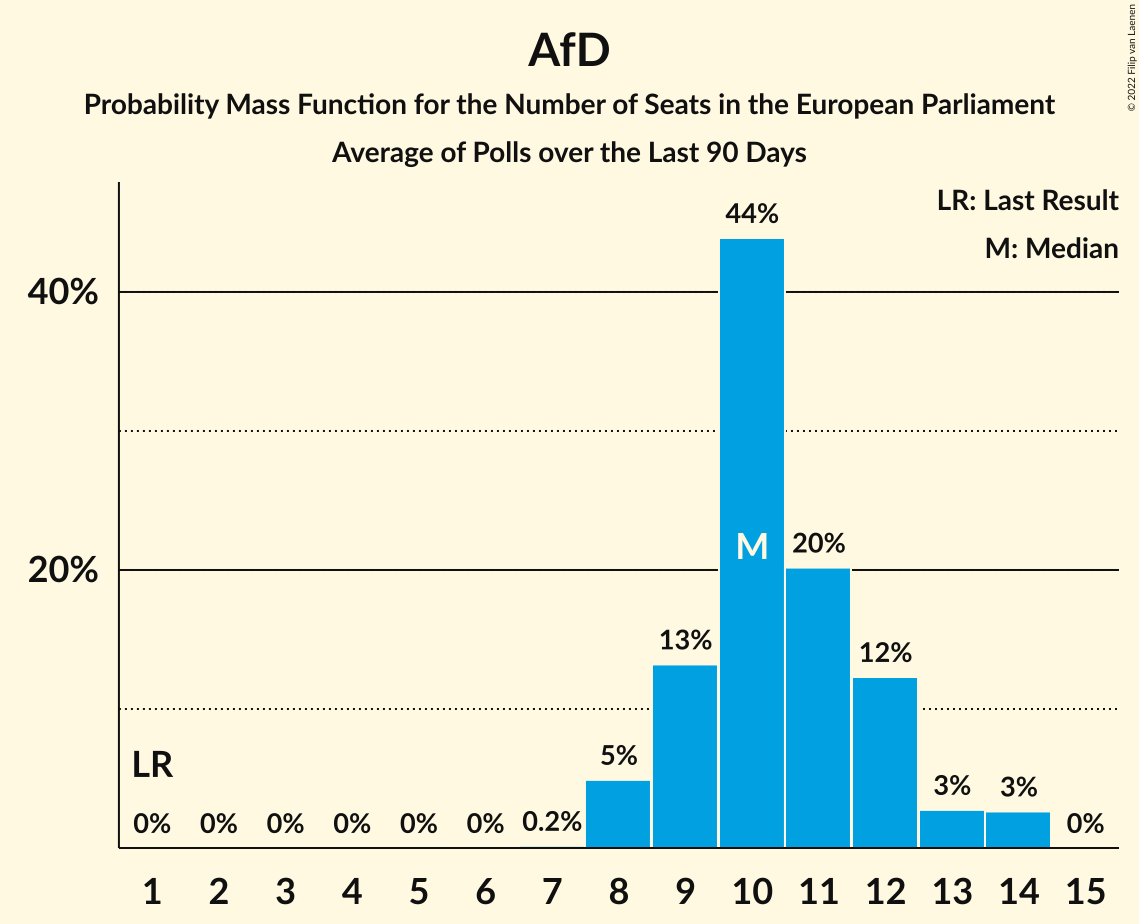 AfD
Probability Mass Function for the Number of Seats in the European Parliament
Average of Polls over the Last 90 Days
© 2022 Filip van Laenen
LR: Last Result
M: Median
44%
40%
M
20%
20%
13%
12%
LR
5%
3%
3%
0%
0%
0%
0%
0%
0%
0.2%
0%
1 2 3 4 5 6 7 8 9 10 11 12 13 14 15